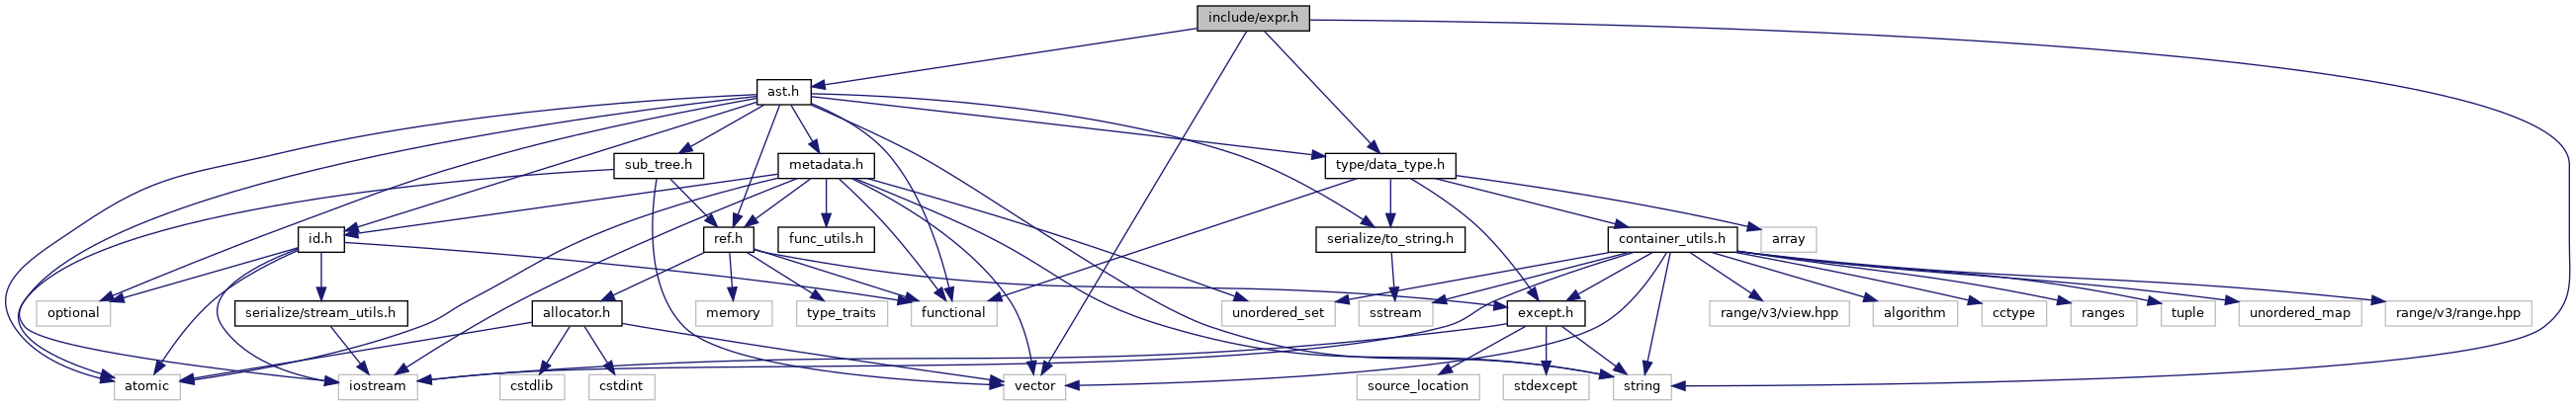 include/expr.h
ast.h
sub_tree.h
metadata.h
type/data_type.h
id.h
ref.h
func_utils.h
serialize/to_string.h
container_utils.h
array
optional
serialize/stream_utils.h
allocator.h
memory
type_traits
functional
unordered_set
sstream
except.h
range/v3/view.hpp
algorithm
cctype
ranges
tuple
unordered_map
range/v3/range.hpp
atomic
iostream
cstdlib
cstdint
vector
source_location
stdexcept
string